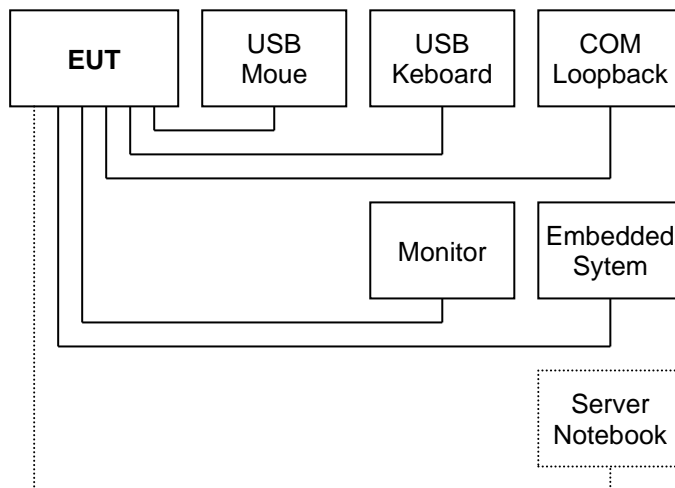 EUT
USB
Moue
USB
Keboard
COM
Loopback
Monitor
Embedded
Sytem
Server
Notebook